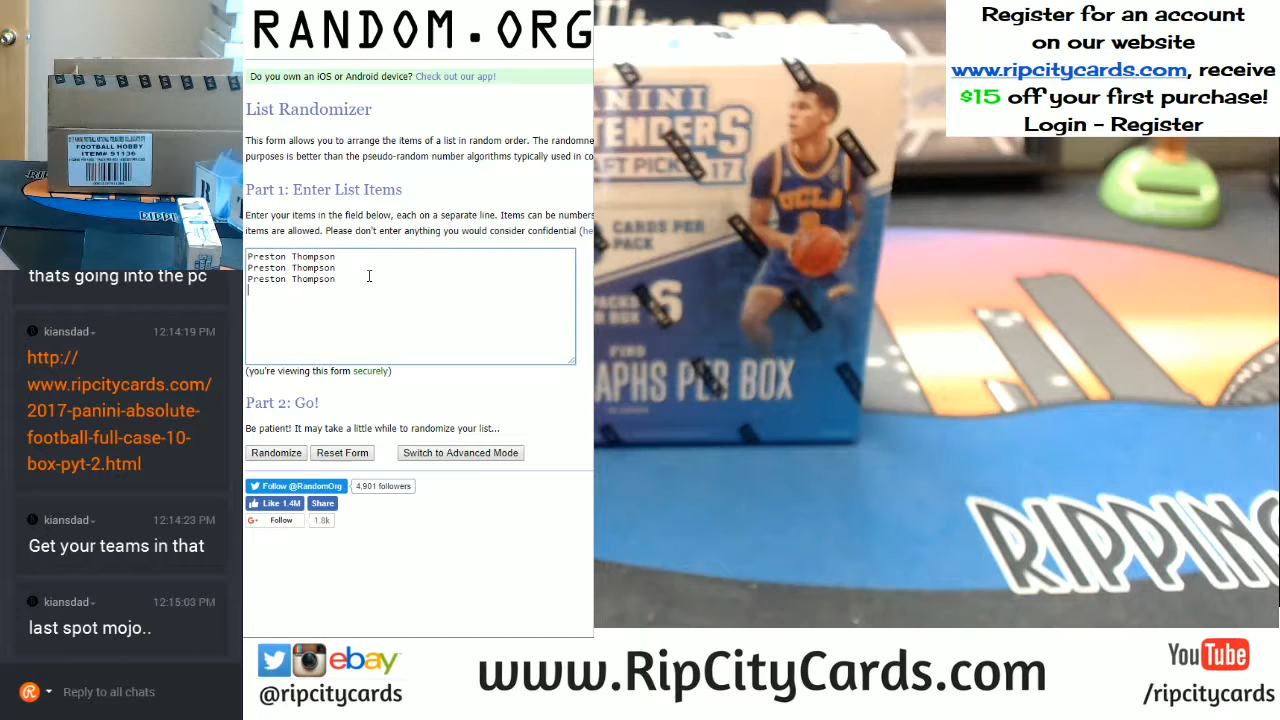 RANDOM.ORG
Do you own an iOS or Android device? Check out our app!
List Randomizer
This form allows you to arrange the items of a list in random order. The randomne
purposes is better than the pseudo-random number algorithms typically used in co
Part 1: Enter List Items
Enter your items in the field below, each on a separate line. Items can be numbers
items are allowed. Please don't enter anything you would consider confidential (he
Preston Thompson
Preston Thompson
Preston Thompson
(you're viewing this form securely)
Part 2: Go!
Be patient! It may take a little while to randomize your list...
Randomize Reset Form Switch to Advanced Mode
Follow @RandomOrg 4,901 followers
Like 1.4M Share
G+ Follow 1.8k
FOOTBALL HOBBY
RIPPIN
thats going into the pc
kiansdad 12:14:19 PM
http://
www.ripcitycards.com/
2017-panini-absolute-
football-full-case-10-
box-pyt-2.html
kiansdad 12:14:23 PM
Get your teams in that
kiansdad 12:15:03 PM
last spot mojo..
Reply to all chats
Register for an account
on our website
www.ripcitycards.com, receive
$15 off your first purchase!
Login - Register
ANINI
TENDERS
AFT PICK 17
UCLA
CARDS PER
PACK
6
FIND
APHS PER BOX
RIPPING
ebay
@ripcitycards
www.RipCityCards.com
YouTube
/ripcitycards